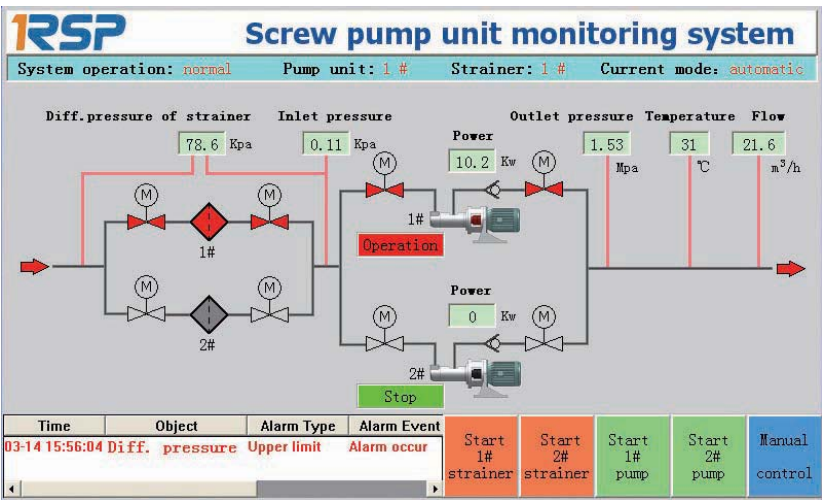 1RSP Screw pump unit monitoring system
System operation: normal Pump unit: 1 # Strainer: 1 # Current mode: automatic
Diff.pressure of strainer Inlet pressure Outlet pressure Temperature Flow
78.6 Kpa 0.11 Kpa 1.53 31 21.6
Mpa ℃ m³/h
Power
10.2 Kw
M M M M
1# 1#
Operation
M M M M
Power
0 Kw
2# 2#
Stop
Time Object Alarm Type Alarm Event
03-14 15:56:04 Diff. pressure Upper limit Alarm occur
Start 1# strainer
Start 2# strainer
Start 1# pump
Start 2# pump
Manual control